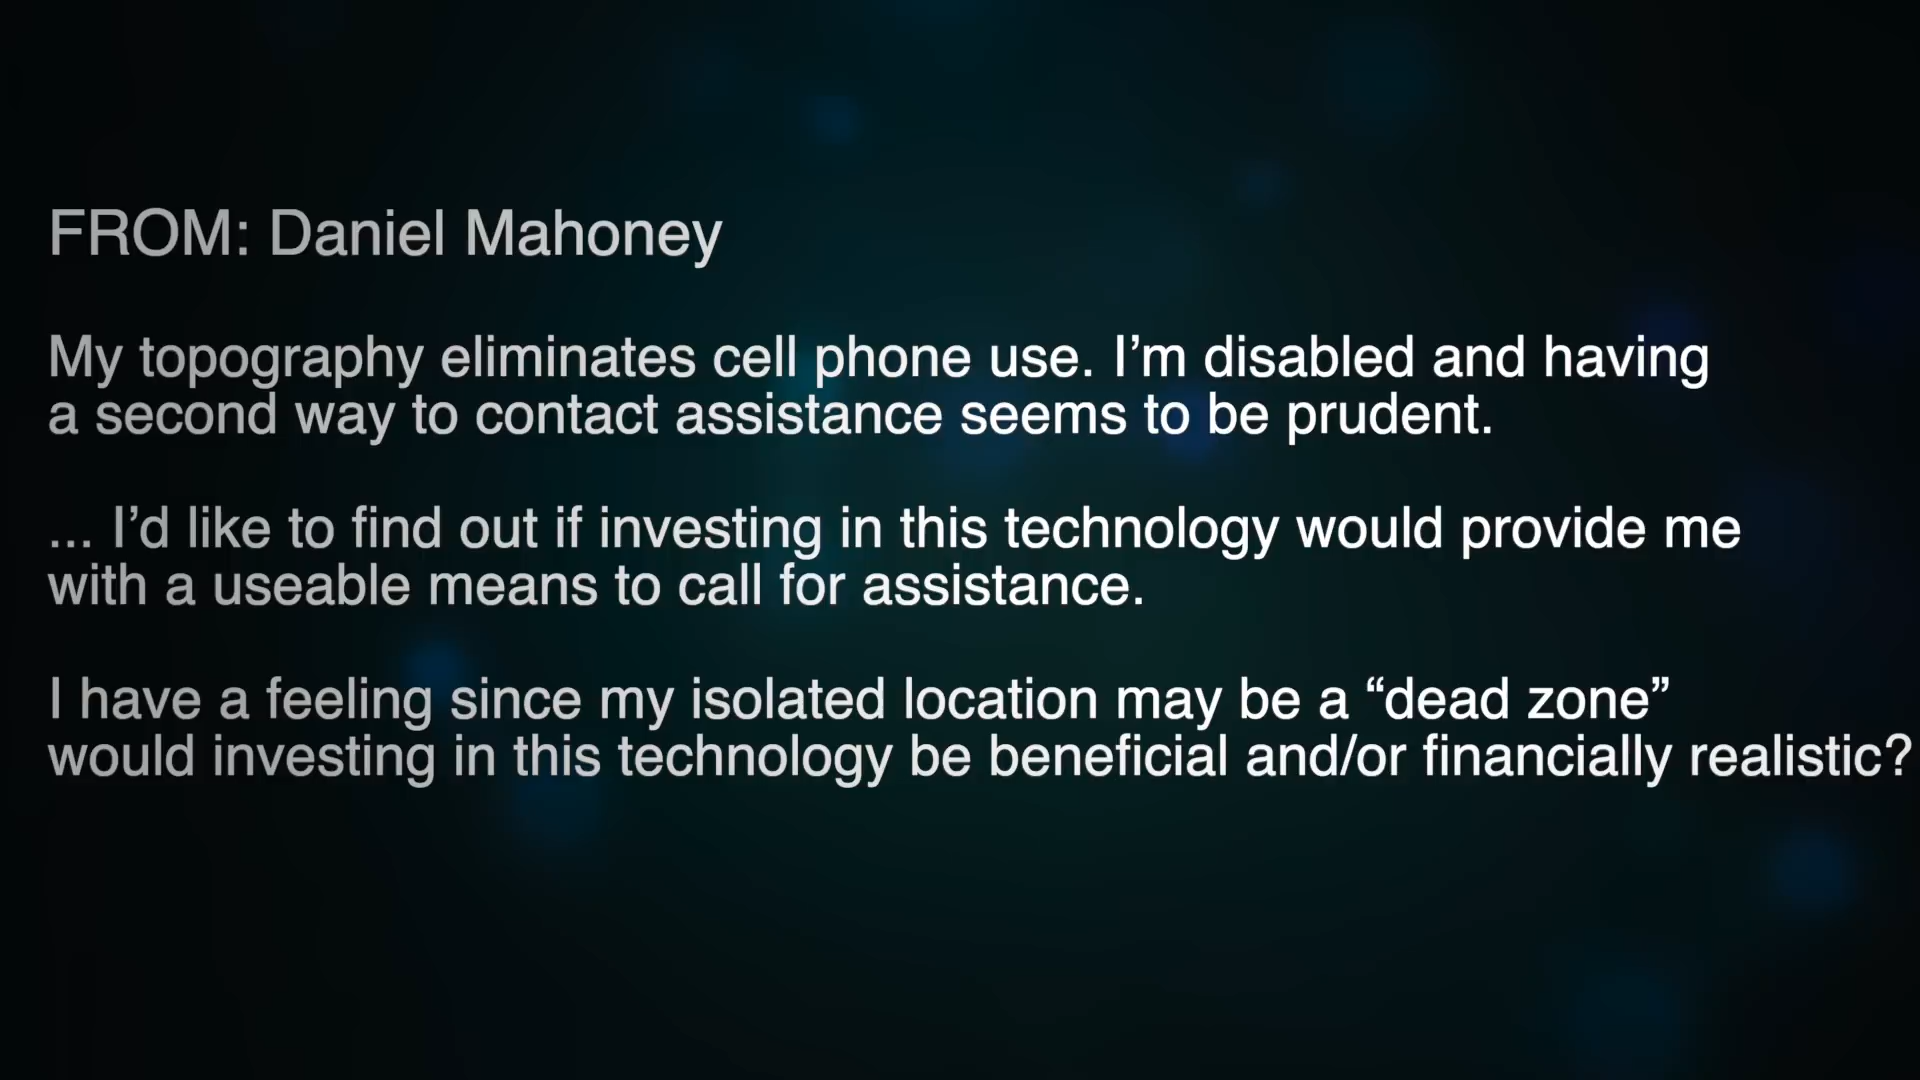 FROM: Daniel Mahoney
My topography eliminates cell phone use. I’m disabled and having
a second way to contact assistance seems to be prudent.
... I’d like to find out if investing in this technology would provide me
with a useable means to call for assistance.
I have a feeling since my isolated location may be a “dead zone”
would investing in this technology be beneficial and/or financially realistic?